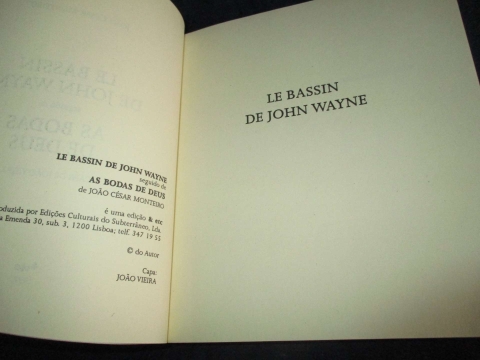 LE BASSIN DE JOHN WAYNE
seguido de
AS BODAS DE DEUS
de JOÃO CÉSAR MONTEIRO
é uma edição & etc
por Edições Culturais do Subterrâneo, Lda.
Emenda 30, sub. 3, 1200 Lisboa; telf. 347 19 55
© do Autor
Capa:
JOÃO VIEIRA
LE BASSIN
DE JOHN WAYNE